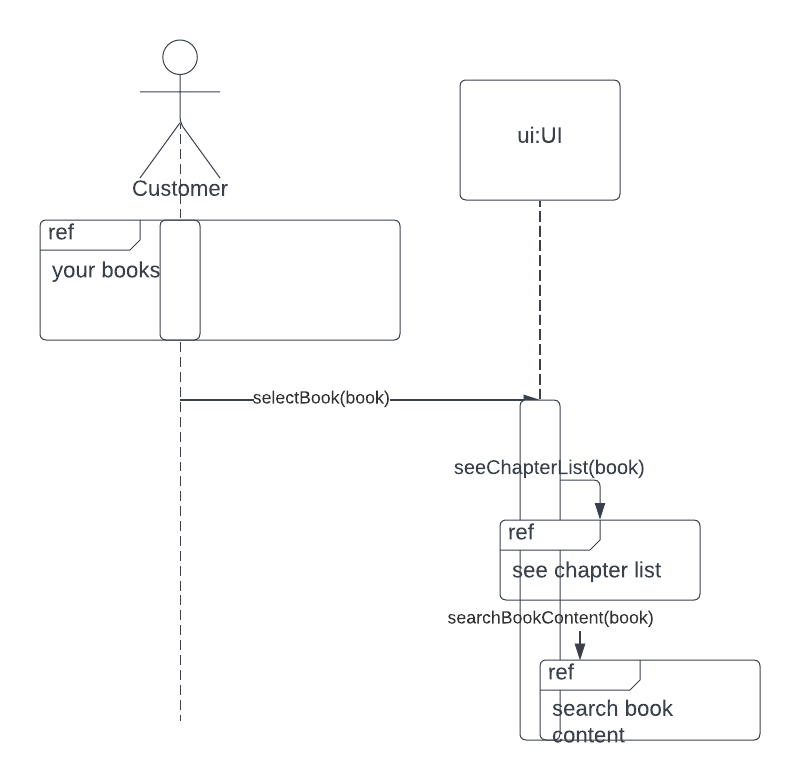 ui:UI
Customer
ref
your books
selectBook(book)
seeChapterList(book)
ref
see chapter list
searchBookContent(book)
ref
search book
content